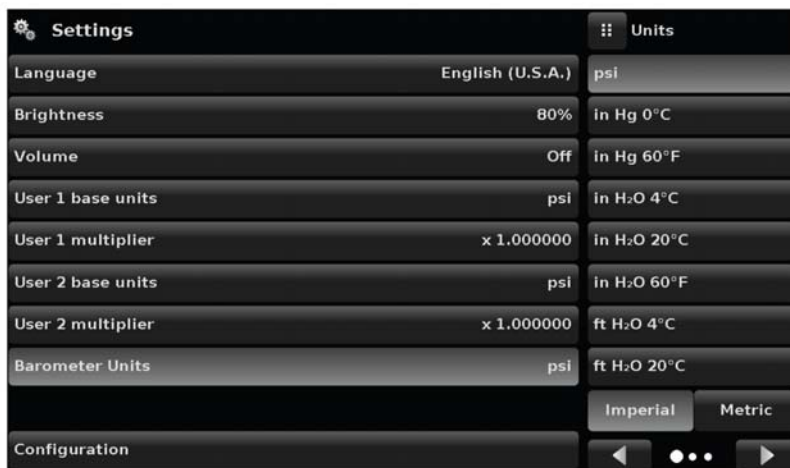 Settings
Language English (U.S.A.)
Brightness 80%
Volume Off
User 1 base units psi
User 1 multiplier x 1.000000
User 2 base units psi
User 2 multiplier x 1.000000
Barometer Units psi
Configuration
Units
psi
in Hg 0°C
in Hg 60°F
in H₂O 4°C
in H₂O 20°C
in H₂O 60°F
ft H₂O 4°C
ft H₂O 20°C
Imperial Metric